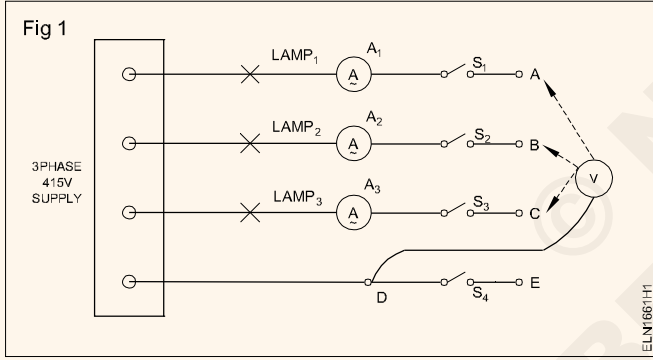 Fig 1
LAMP1
A1
A
~
S1
A
LAMP2
A2
A
~
S2
B
3PHASE
415V
SUPPLY
V
LAMP3
A3
A
~
S3
C
D
S4
E
ELN1661H1